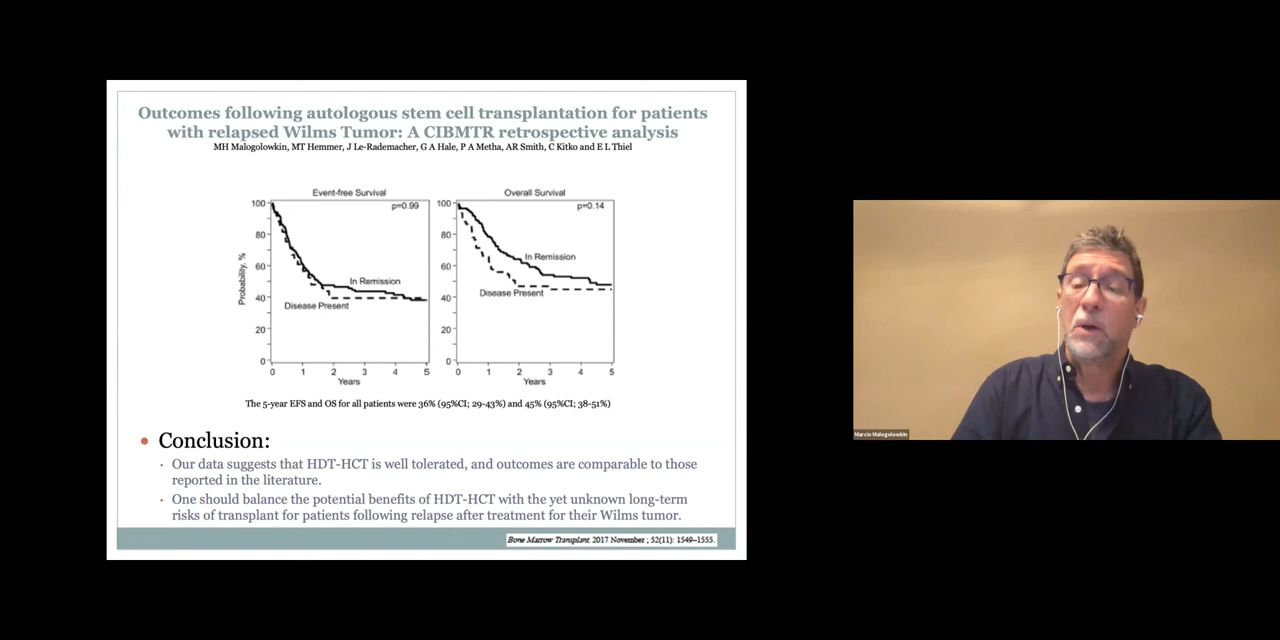 Outcomes following autologous stem cell transplantation for patients
with relapsed Wilms Tumor: A CIBMTR retrospective analysis
MH Malogolowkin, MT Hemmer, J Le-Rademacher, G A Hale, P A Metha, AR Smith, C Kitko and E L Thiel
Event-free Survival
p=0.99
Probability, %
100
80
60
40
20
0
In Remission
Disease Present
0 1 2 3 4 5
Years
Overall Survival
p=0.14
100
80
60
40
20
0
In Remission
Disease Present
0 1 2 3 4 5
Years
The 5-year EFS and OS for all patients were 36% (95%CI; 29-43%) and 45% (95%CI; 38-51%)
• Conclusion:
• Our data suggests that HDT-HCT is well tolerated, and outcomes are comparable to those
reported in the literature.
• One should balance the potential benefits of HDT-HCT with the yet unknown long-term
risks of transplant for patients following relapse after treatment for their Wilms tumor.
Bone Marrow Transplant. 2017 November ; 52(11): 1549–1555.
Marcio Malogolowkin